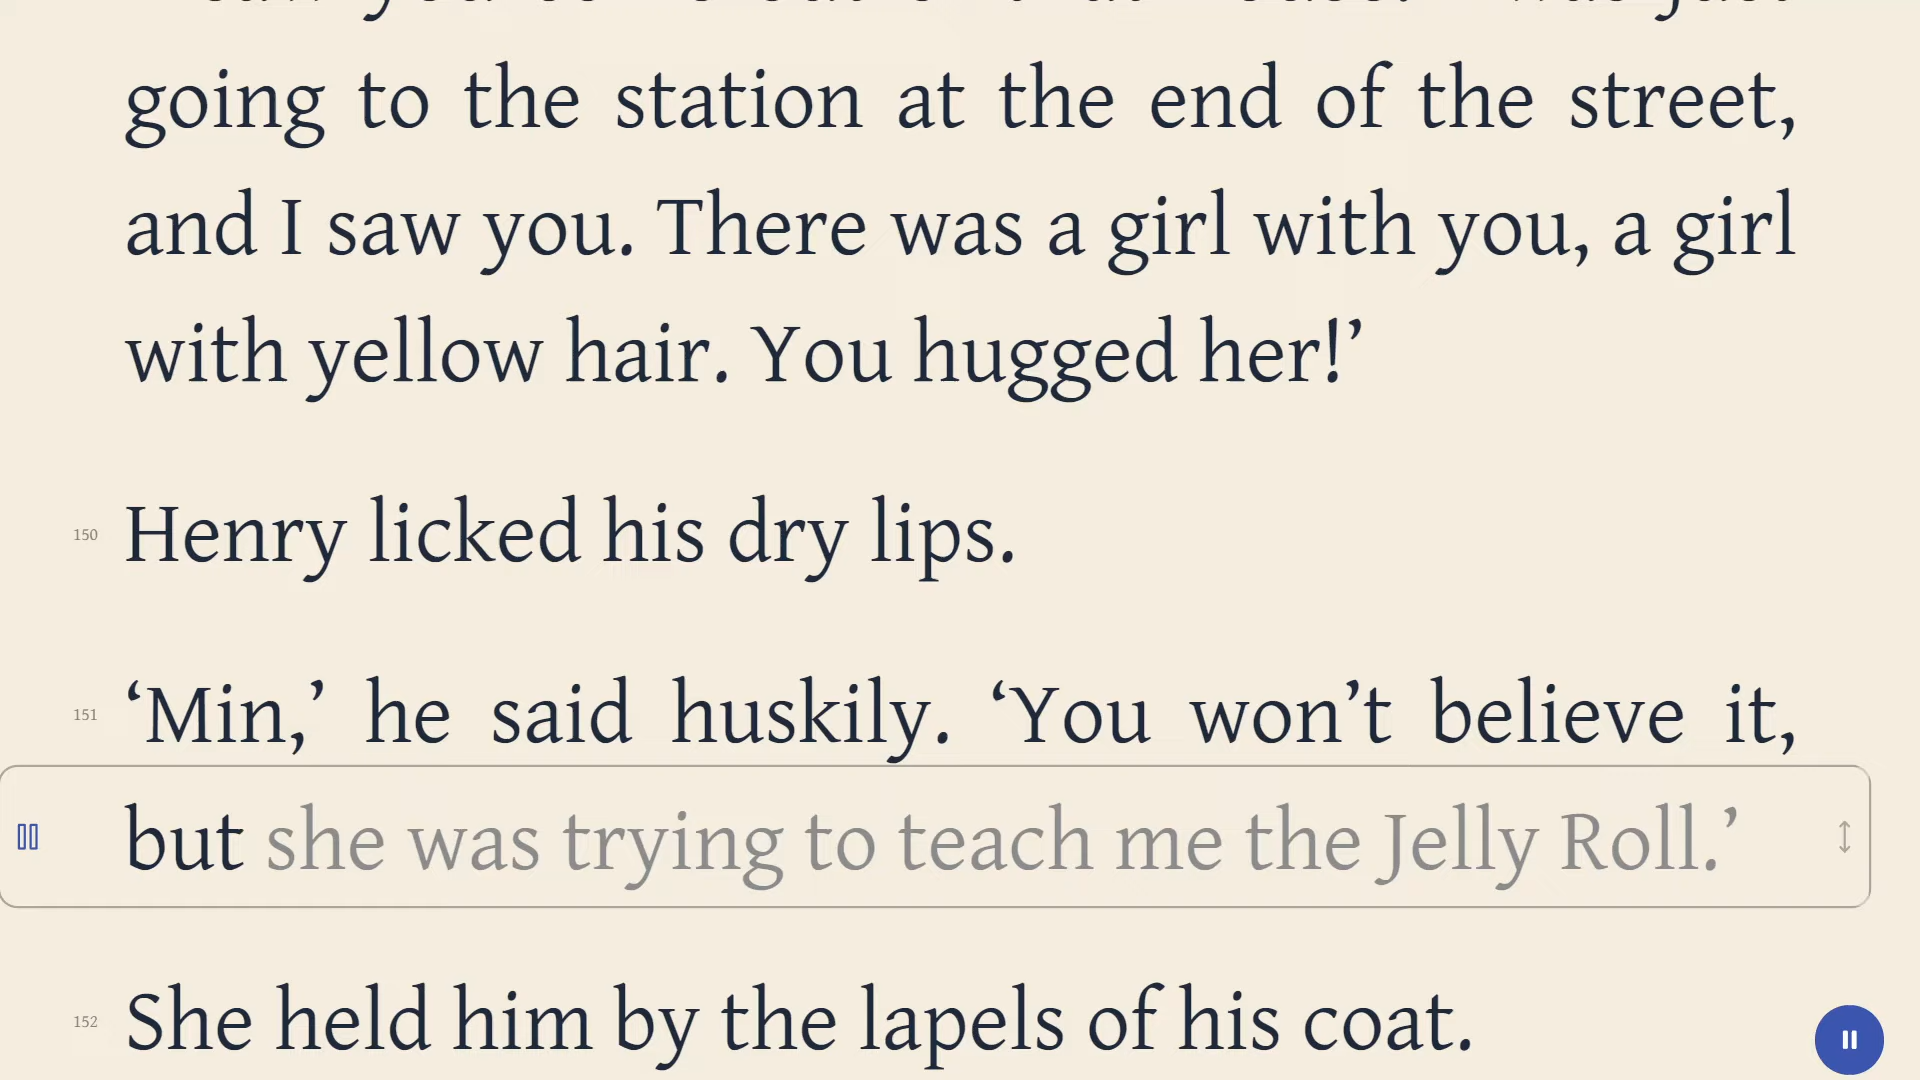 going to the station at the end of the street,
and I saw you. There was a girl with you, a girl
with yellow hair. You hugged her!’
150 Henry licked his dry lips.
151 ‘Min,’ he said huskily. ‘You won’t believe it,
but she was trying to teach me the Jelly Roll.’
152 She held him by the lapels of his coat.